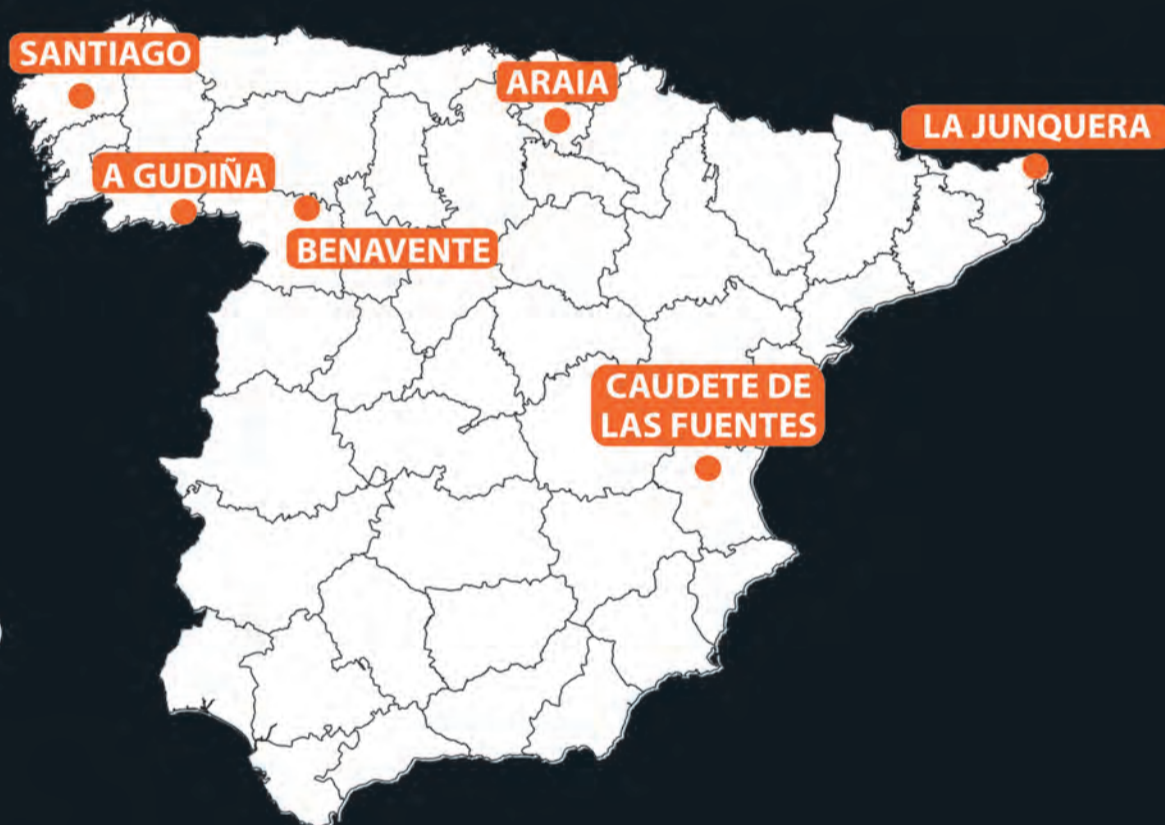 SANTIAGO
ARAIA
LA JUNQUERA
A GUDIÑA
BENAVENTE
CAUDETE DE
LAS FUENTES